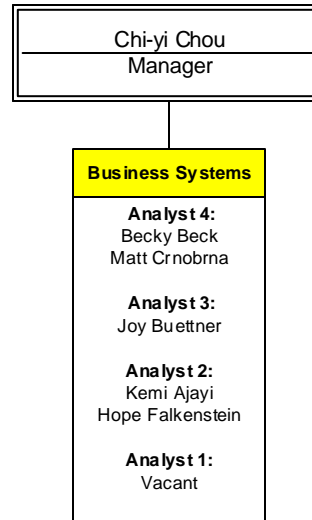 Chi-yi Chou
Manager
Business Systems
Analyst 4:
Becky Beck
Matt Crnobrna
Analyst 3:
Joy Buettner
Analyst 2:
Kemi Ajayi
Hope Falkenstein
Analyst 1:
Vacant